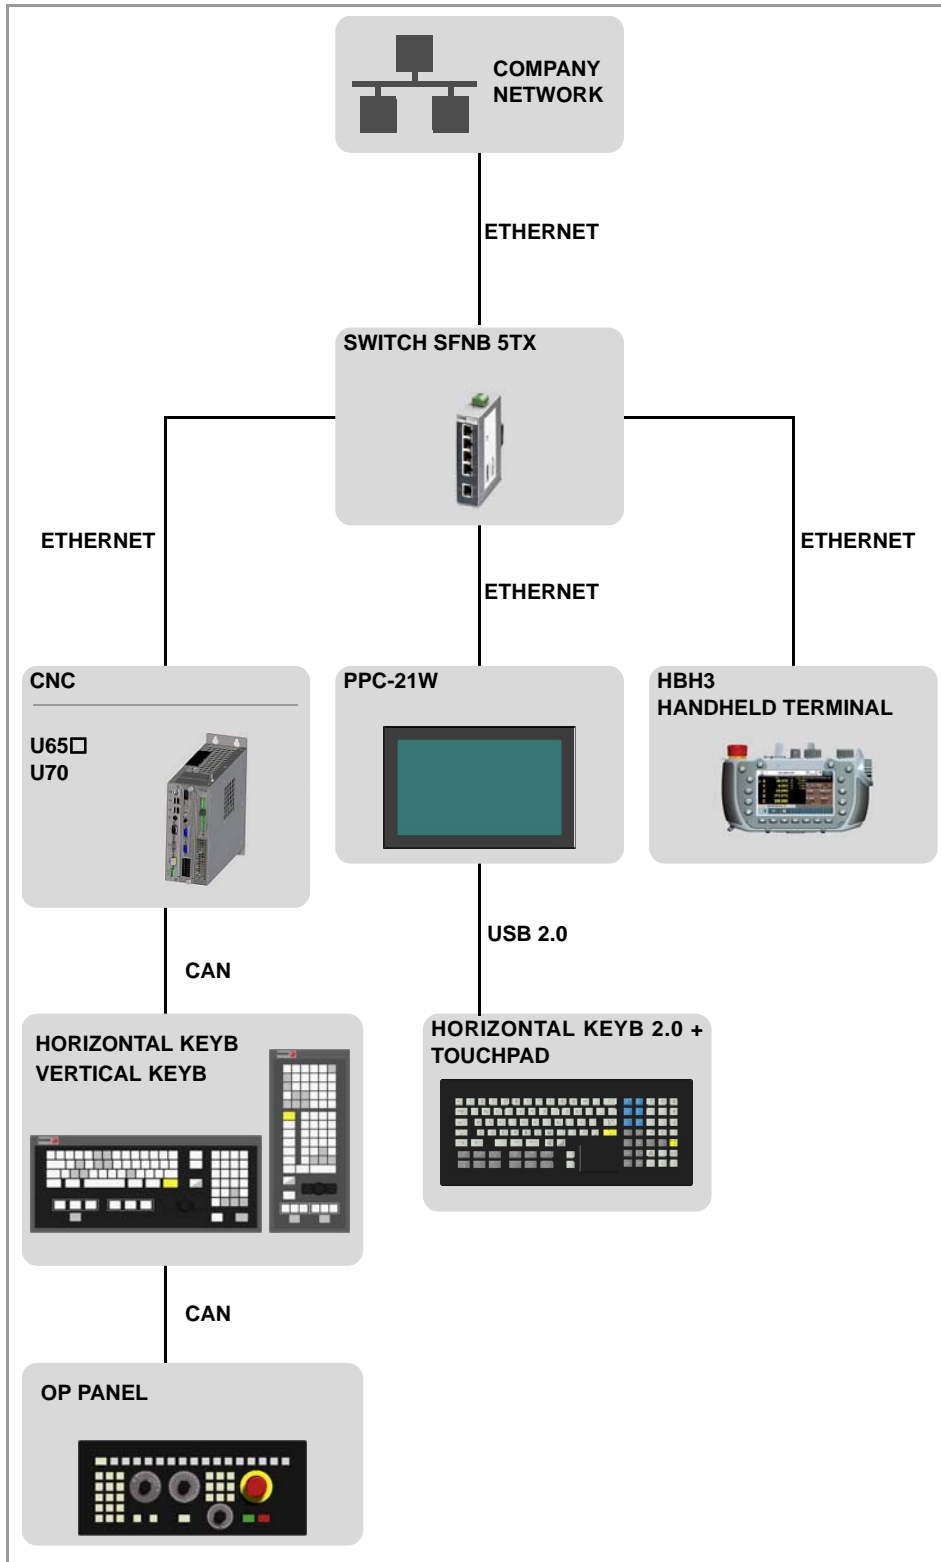 COMPANY
NETWORK
ETHERNET
SWITCH SFNB 5TX
ETHERNET
ETHERNET
ETHERNET
CNC
U65□
U70
PPC-21W
HBH3
HANDHELD TERMINAL
USB 2.0
CAN
HORIZONTAL KEYB
VERTICAL KEYB
HORIZONTAL KEYB 2.0 +
TOUCHPAD
CAN
OP PANEL